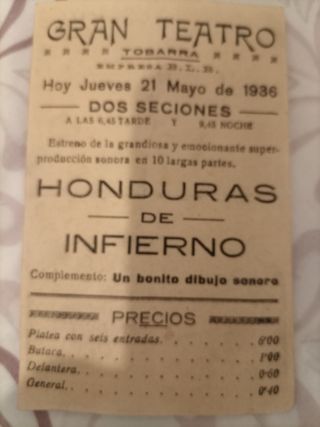 GRAN TEATRO
TOBARRA
EMPRESA B.L.B.
Hoy Jueves 21 Mayo de 1936
DOS SECIONES
A LAS 6,45 TARDE Y 9,45 NOCHE
Estreno de la grandiosa y emocionante super-
producción sonora en 10 largas partes.
HONDURAS
DE
INFIERNO
Complemento: Un bonito dibujo sonoro
PRECIOS
Platea con seis entradas. . . . . . 6'00
Butaca. . . . . . . . . . . 1'00
Delantera. . . . . . . . . . 0'60
General. . . . . . . . . . . 0'40